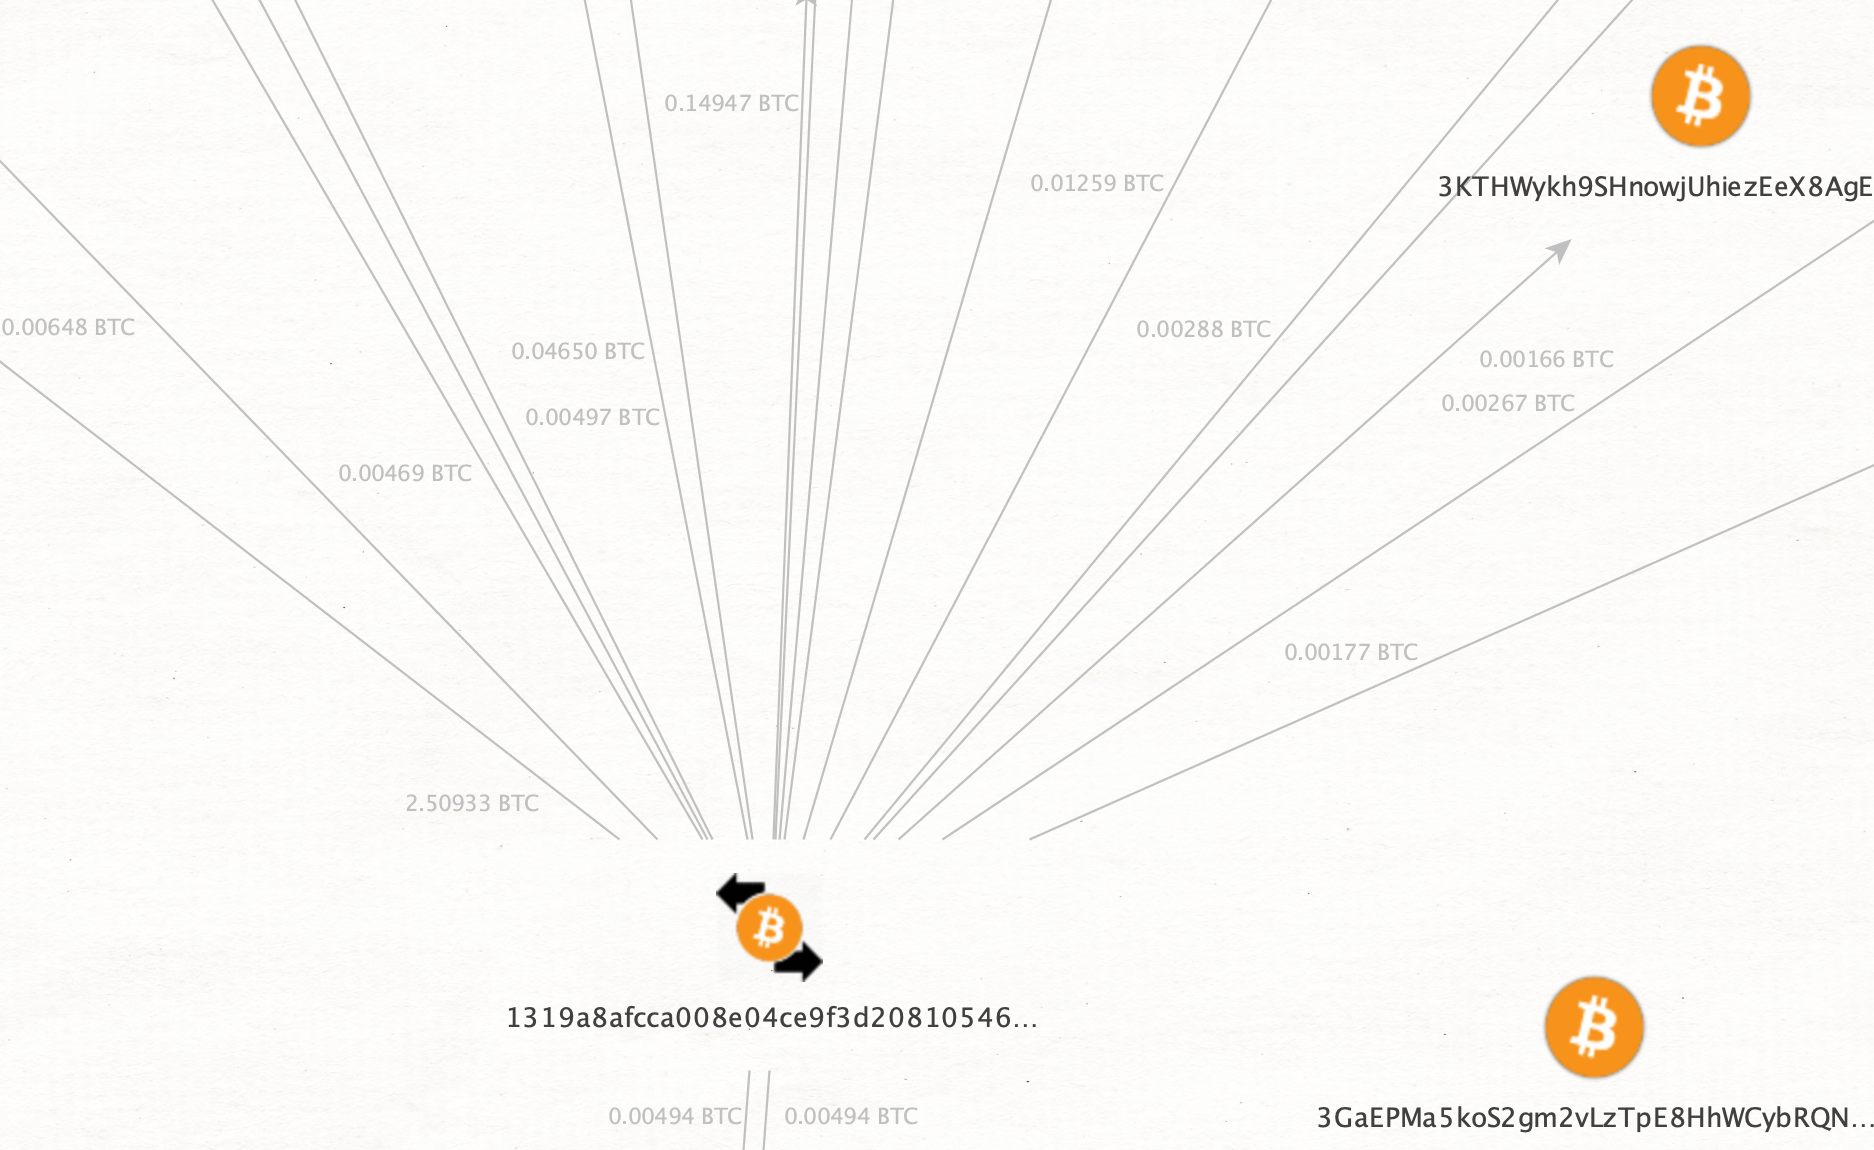 0.14947 BTC
0.01259 BTC
3KTHWykh9SHnowjUhiezEeX8AgE
0.00648 BTC
0.00288 BTC
0.04650 BTC
0.00166 BTC
0.00267 BTC
0.00497 BTC
0.00469 BTC
0.00177 BTC
2.50933 BTC
1319a8afcca008e04ce9f3d20810546...
0.00494 BTC
0.00494 BTC
3GaEPMa5koS2gm2vLzTpE8HhWCybRQN...